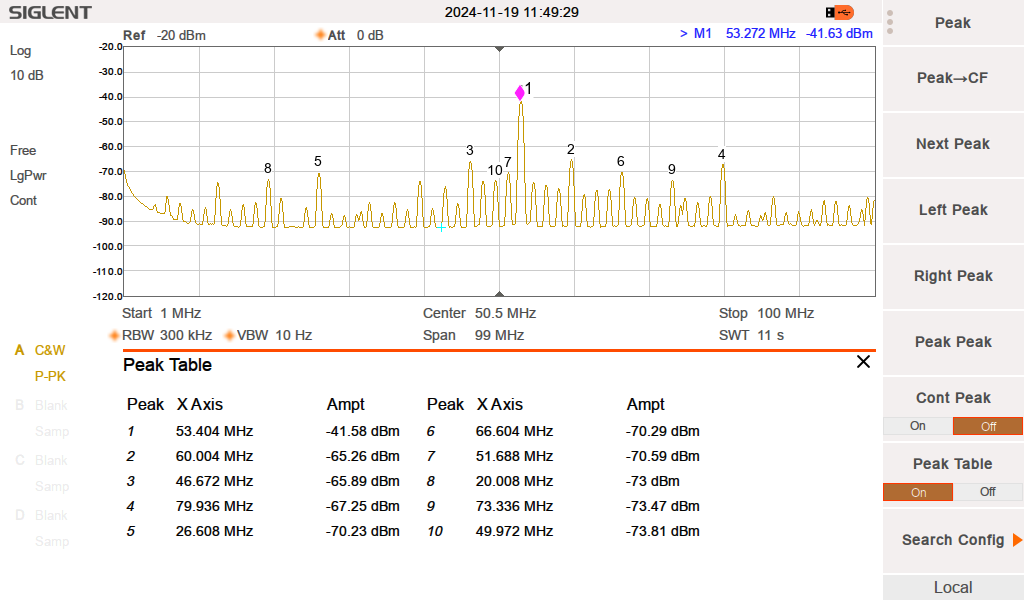 SIGLENT 2024-11-19 11:49:29
Ref -20 dBm Att 0 dB > M1 53.272 MHz -41.63 dBm
Log
10 dB
Free
LgPwr
Cont
-20.0
-30.0
-40.0
-50.0
-60.0
-70.0
-80.0
-90.0
-100.0
-110.0
-120.0
1
8 5 3 10 7 2 6 9 4
Start 1 MHz Center 50.5 MHz Stop 100 MHz
RBW 300 kHz VBW 10 Hz Span 99 MHz SWT 11 s
A C&W
P-PK
B Blank
Samp
C Blank
Samp
D Blank
Samp
Peak Table
Peak X Axis Ampt Peak X Axis Ampt
1 53.404 MHz -41.58 dBm 6 66.604 MHz -70.29 dBm
2 60.004 MHz -65.26 dBm 7 51.688 MHz -70.59 dBm
3 46.672 MHz -65.89 dBm 8 20.008 MHz -73 dBm
4 79.936 MHz -67.25 dBm 9 73.336 MHz -73.47 dBm
5 26.608 MHz -70.23 dBm 10 49.972 MHz -73.81 dBm
Peak
Peak→CF
Next Peak
Left Peak
Right Peak
Peak Peak
Cont Peak
On Off
Peak Table
On Off
Search Config
Local